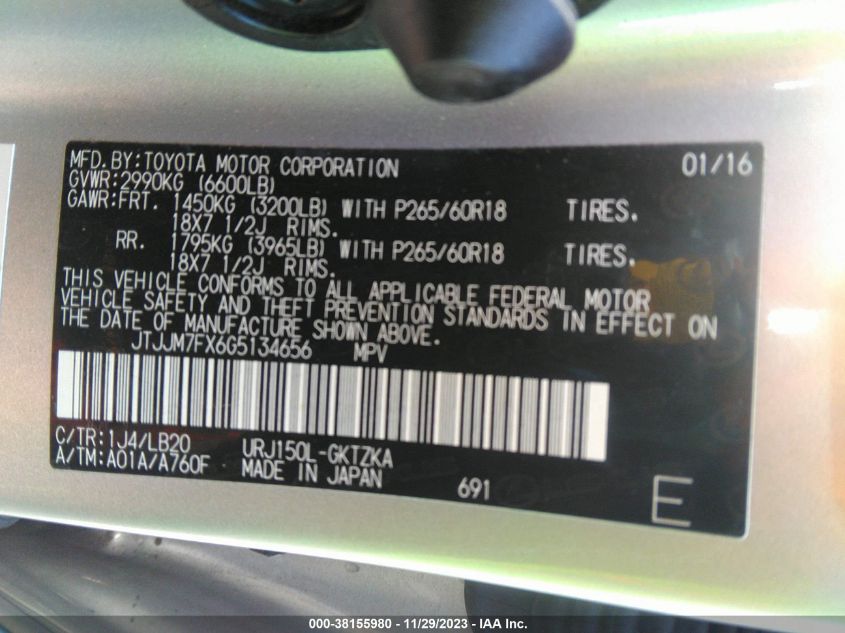 MFD.BY:TOYOTA MOTOR CORPORATION 01/16
GVWR:2990KG (6600LB)
GAWR:FRT. 1450KG (3200LB) WITH P265/60R18 TIRES.
18X7 1/2J RIMS.
RR. 1795KG (3965LB) WITH P265/60R18 TIRES.
18X7 1/2J RIMS.
THIS VEHICLE CONFORMS TO ALL APPLICABLE FEDERAL MOTOR
VEHICLE SAFETY AND THEFT PREVENTION STANDARDS IN EFFECT ON
THE DATE OF MANUFACTURE SHOWN ABOVE.
JTJJM7FX6G5134656 MPV
C/TR:1J4/LB20 URJ150L-GKTZKA
A/TM:A01A/A760F MADE IN JAPAN 691 E
000-38155980 - 11/29/2023 - IAA Inc.